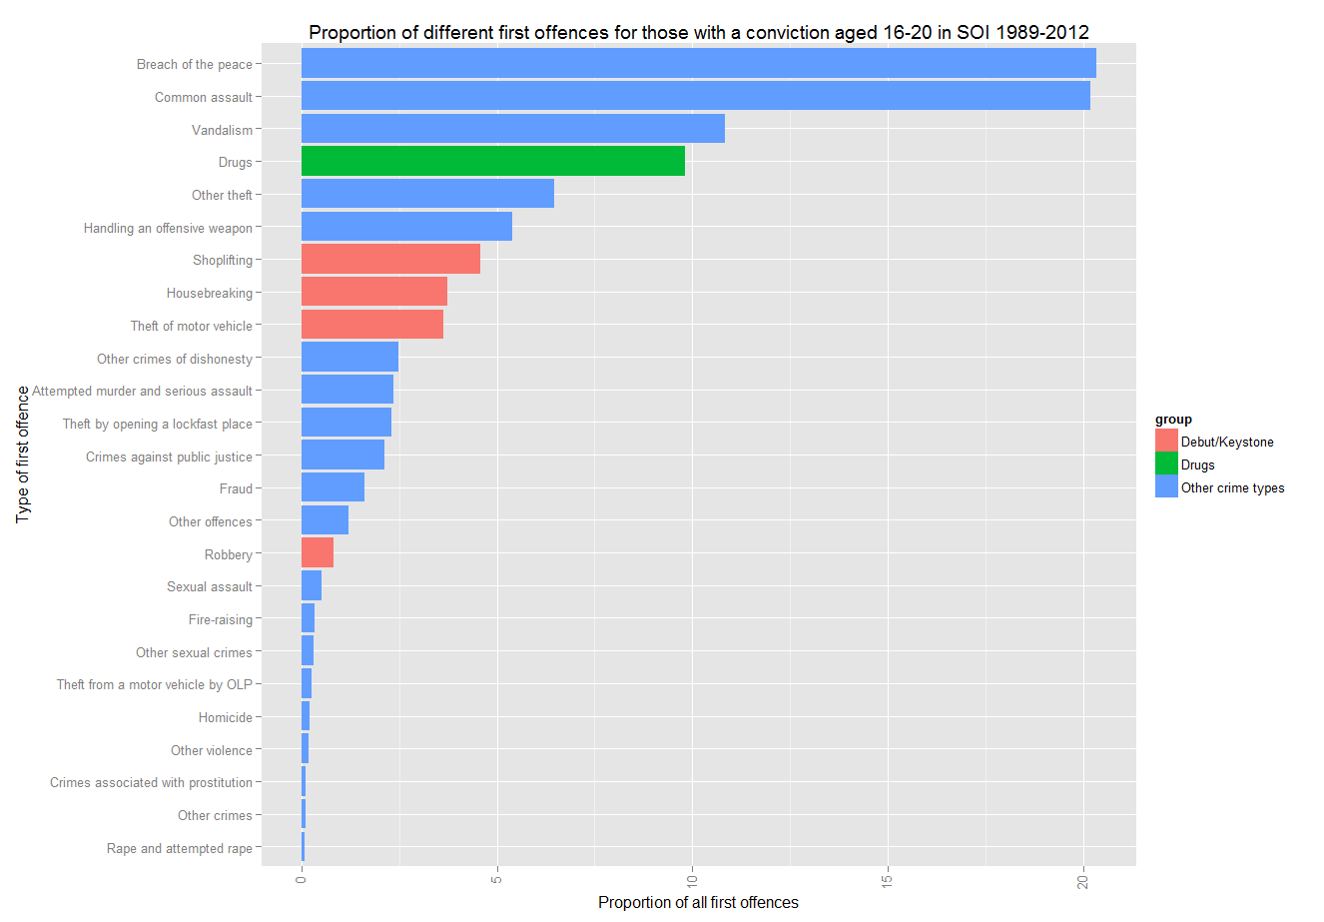 Proportion of different first offences for those with a conviction aged 16-20 in SOI 1989-2012
Type of first offence
Breach of the peace
Common assault
Vandalism
Drugs
Other theft
Handling an offensive weapon
Shoplifting
Housebreaking
Theft of motor vehicle
Other crimes of dishonesty
Attempted murder and serious assault
Theft by opening a lockfast place
Crimes against public justice
Fraud
Other offences
Robbery
Sexual assault
Fire-raising
Other sexual crimes
Theft from a motor vehicle by OLP
Homicide
Other violence
Crimes associated with prostitution
Other crimes
Rape and attempted rape
0 5 10 15 20
Proportion of all first offences
group
Debut/Keystone
Drugs
Other crime types